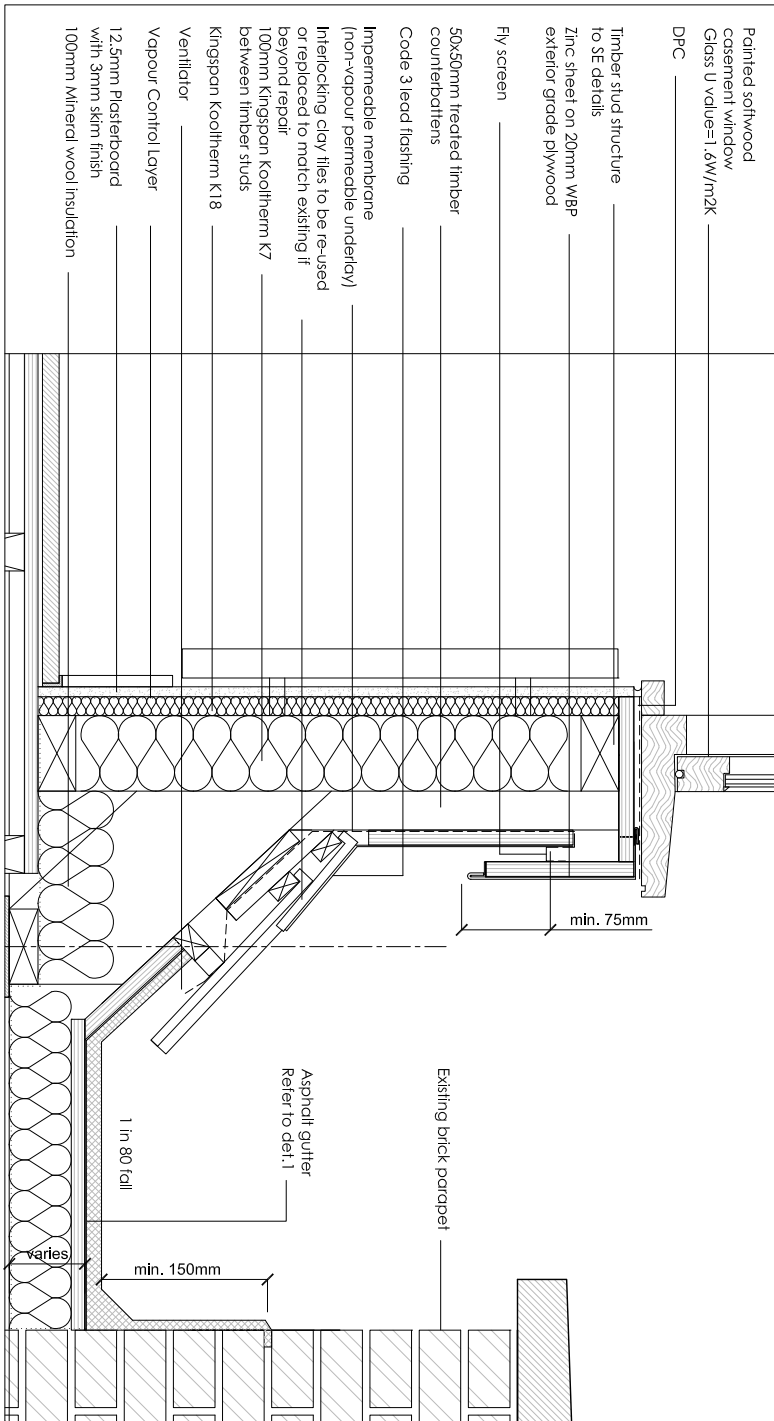 Painted softwood
casement window
Glass U value=1.6W/m2K
DPC
Timber stud structure
to SE details
Zinc sheet on 20mm WBP
exterior grade plywood
Fly screen
50x50mm treated timber
counterbattens
Code 3 lead flashing
Impermeable membrane
(non-vapour permeable underlay)
Interlocking clay tiles to be re-used
or replaced to match existing if
beyond repair
100mm Kingspan Kooltherm K7
between timber studs
Kingspan Kooltherm K18
Ventilator
Vapour Control Layer
12.5mm Plasterboard
with 3mm skim finish
100mm Mineral wool insulation
min. 75mm
Existing brick parapet
Asphalt gutter
Refer to det.1
1 in 80 fall
min. 150mm
varies